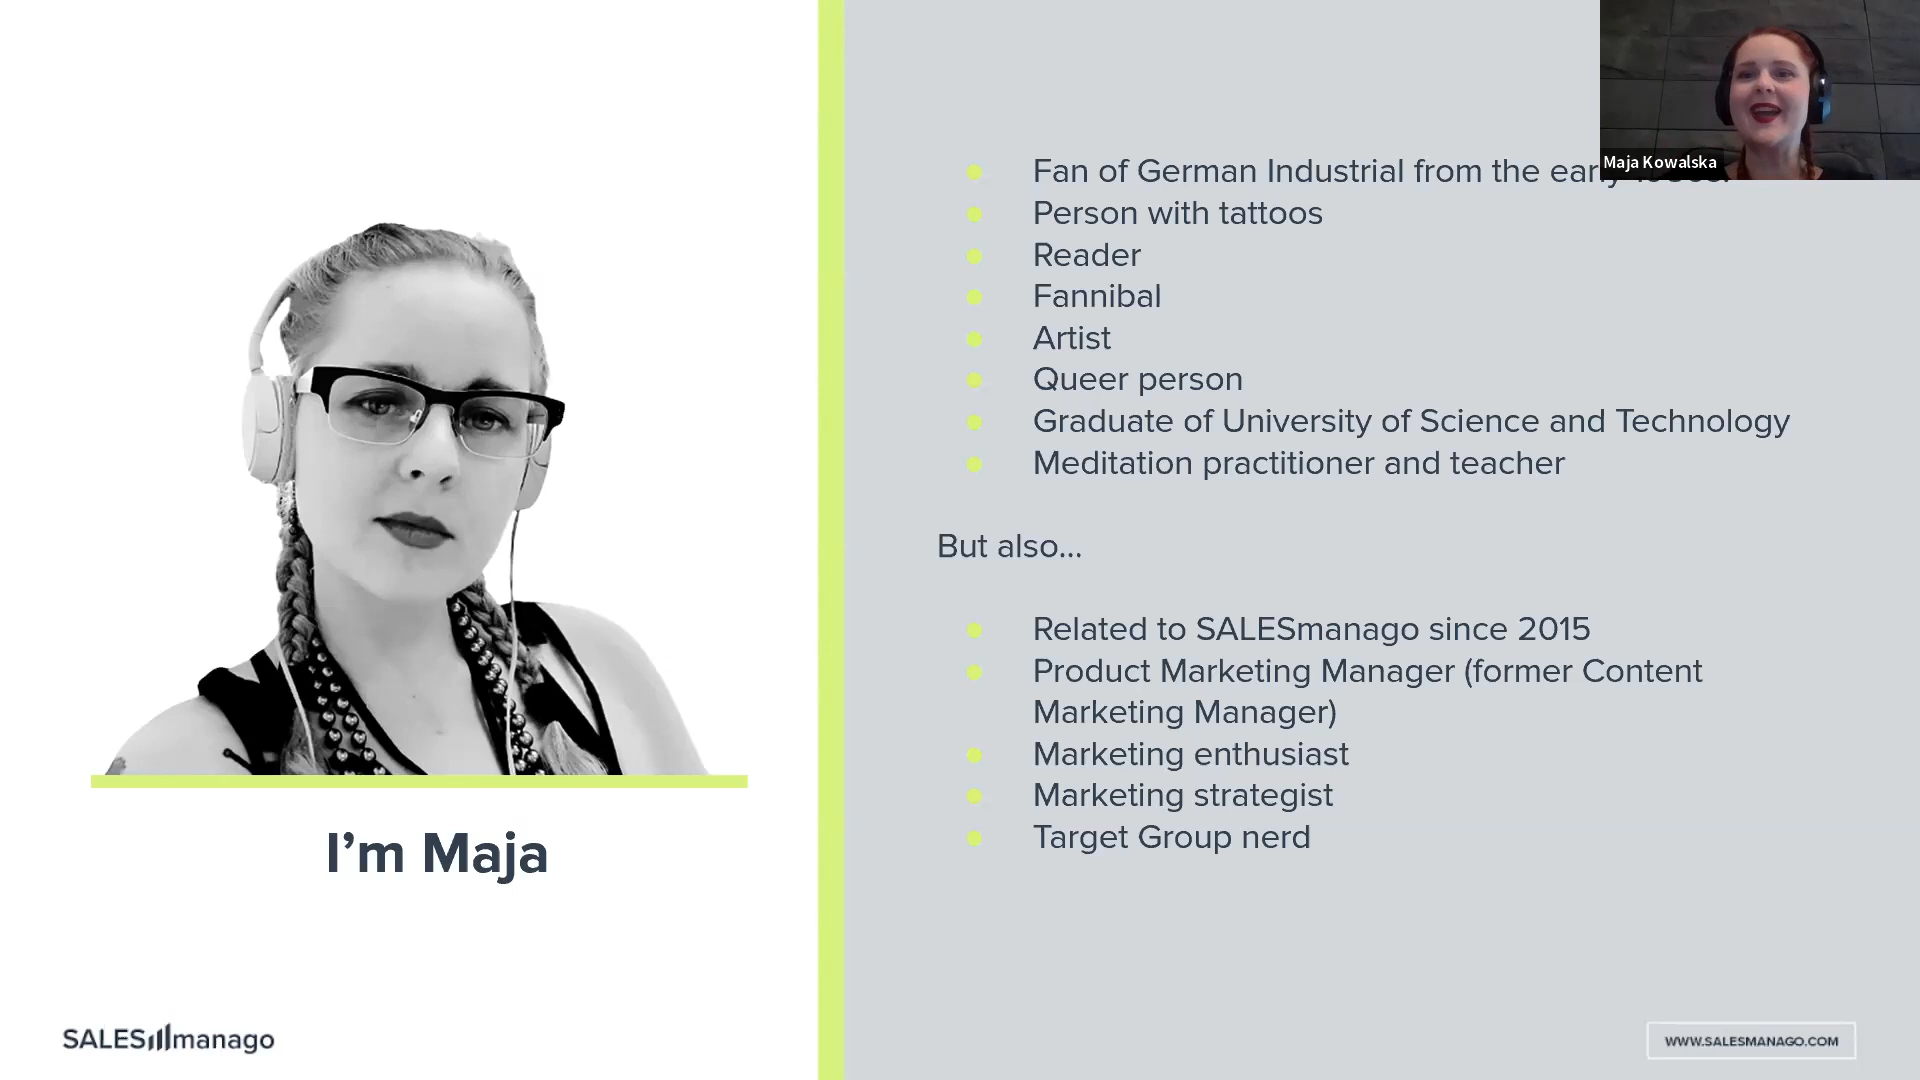 Maja Kowalska
Fan of German Industrial from the early
Person with tattoos
Reader
Fannibal
Artist
Queer person
Graduate of University of Science and Technology
Meditation practitioner and teacher
But also...
Related to SALESmanago since 2015
Product Marketing Manager (former Content
Marketing Manager)
Marketing enthusiast
Marketing strategist
Target Group nerd
I’m Maja
SALESmanago
WWW.SALESMANAGO.COM